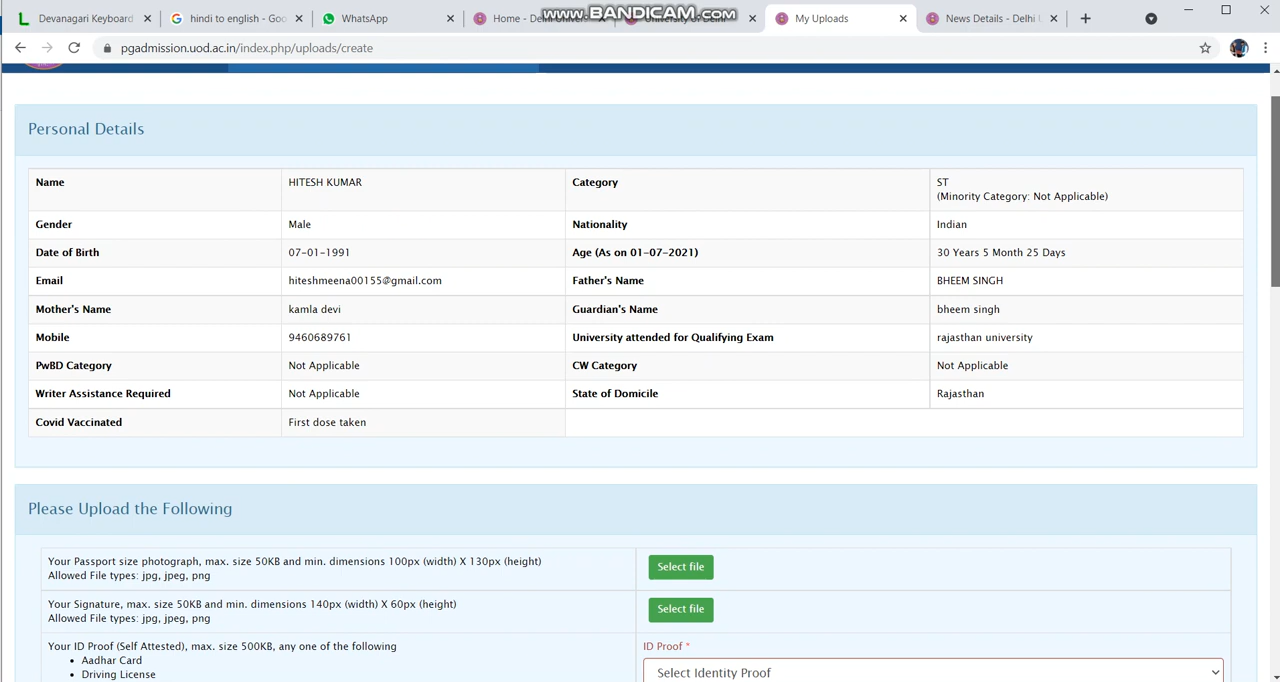 Devanagari Keyboard
hindi to english - Goo
WhatsApp
Home - Delhi Univers
University of Delhi
My Uploads
News Details - Delhi U
www.BANDICAM.com
pgadmission.uod.ac.in/index.php/uploads/create
Personal Details
Name HITESH KUMAR Category ST
(Minority Category: Not Applicable)
Gender Male Nationality Indian
Date of Birth 07-01-1991 Age (As on 01-07-2021) 30 Years 5 Month 25 Days
Email hiteshmeena00155@gmail.com Father's Name BHEEM SINGH
Mother's Name kamla devi Guardian's Name bheem singh
Mobile 9460689761 University attended for Qualifying Exam rajasthan university
PwBD Category Not Applicable CW Category Not Applicable
Writer Assistance Required Not Applicable State of Domicile Rajasthan
Covid Vaccinated First dose taken
Please Upload the Following
Your Passport size photograph, max. size 50KB and min. dimensions 100px (width) X 130px (height)
Allowed File types: jpg, jpeg, png
Select file
Your Signature, max. size 50KB and min. dimensions 140px (width) X 60px (height)
Allowed File types: jpg, jpeg, png
Select file
Your ID Proof (Self Attested), max. size 500KB, any one of the following
Aadhar Card
Driving License
ID Proof *
Select Identity Proof